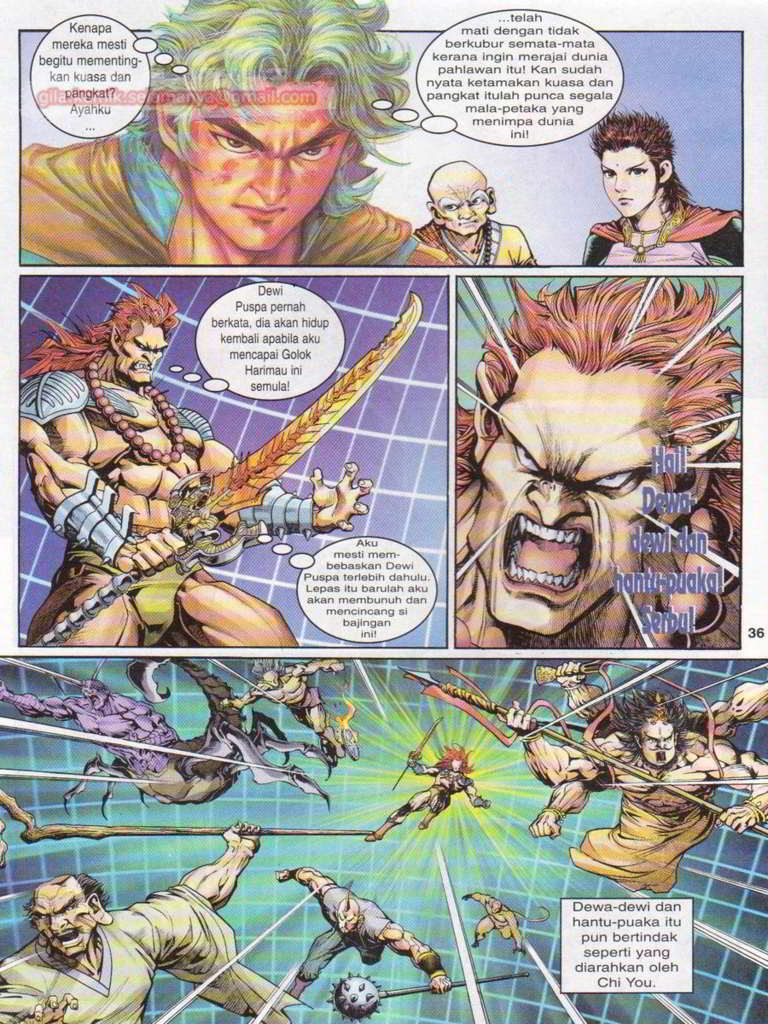 Kenapa
mereka mesti
begitu mementing-
kan kuasa dan
pangkat?
Ayahku
...
...telah
mati dengan tidak
berkubur semata-mata
kerana ingin merajai dunia
pahlawan itu! Kan sudah
nyata ketamakan kuasa dan
pangkat itulah punca segala
mala-petaka yang
menimpa dunia
ini!
Dewi
Puspa pernah
berkata, dia akan hidup
kembali apabila aku
mencapai Golok
Harimau ini
semula!
Aku
mesti mem-
bebaskan Dewi
Puspa terlebih dahulu.
Lepas itu barulah aku
akan membunuh dan
mencincang si
bajingan
ini!
Hai!
Dewa-
dewi dan
hantu-puaka!
Serbu!
36
Dewa-dewi dan
hantu-puaka itu
pun bertindak
seperti yang
diarahkan oleh
Chi You.